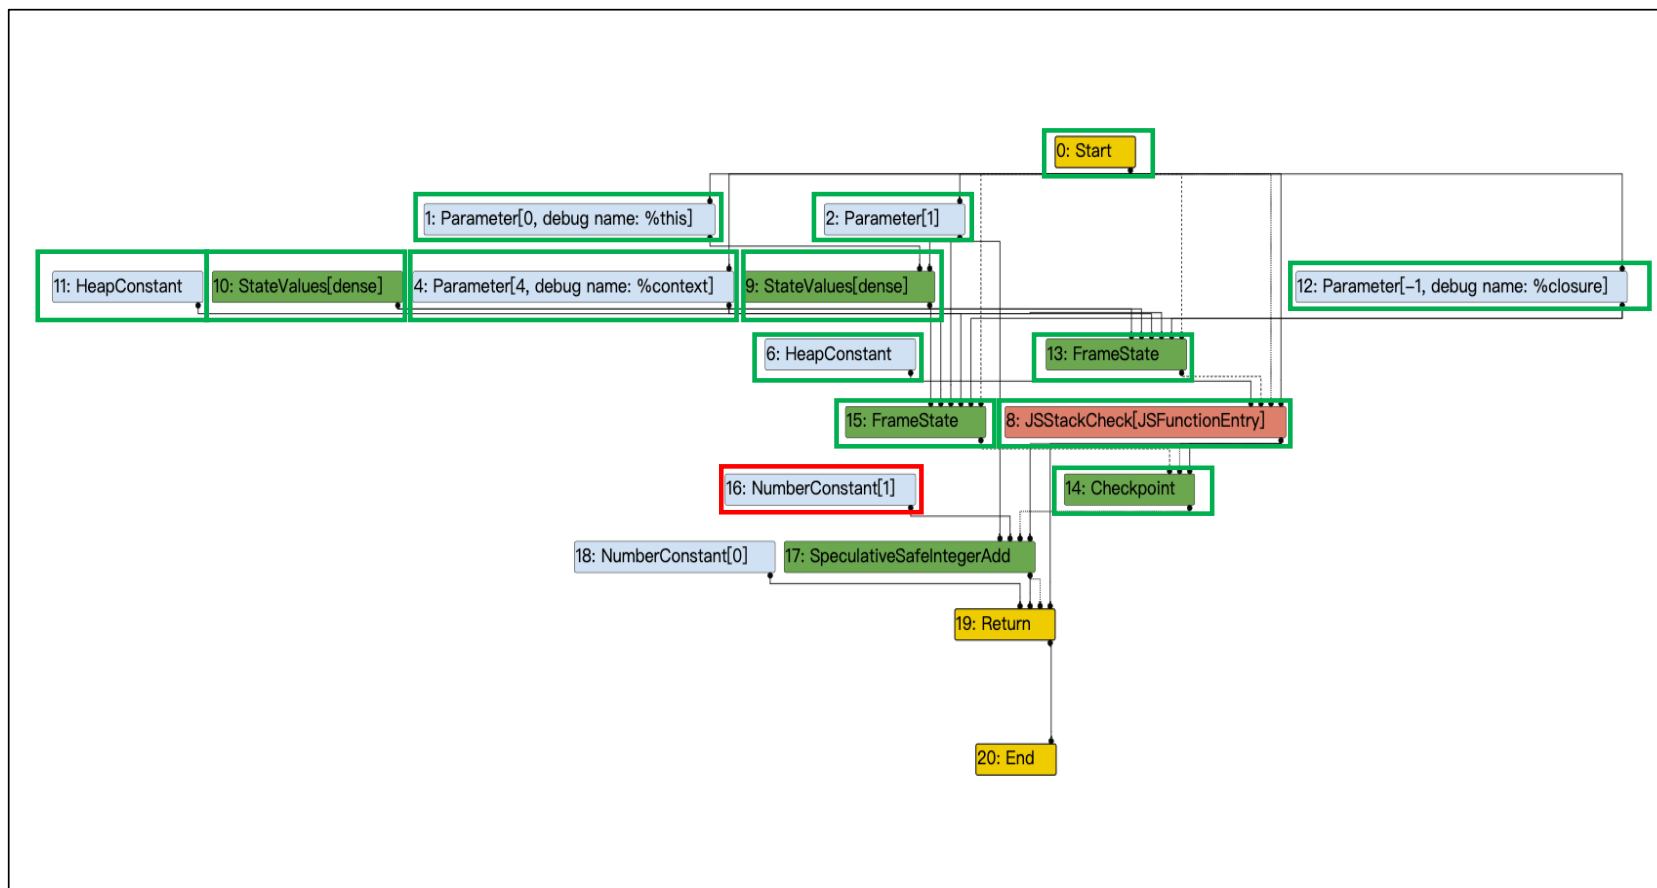 0: Start
1: Parameter[0, debug name: %this]
2: Parameter[1]
11: HeapConstant
10: StateValues[dense]
4: Parameter[4, debug name: %context]
9: StateValues[dense]
12: Parameter[−1, debug name: %closure]
6: HeapConstant
13: FrameState
15: FrameState
8: JSStackCheck[JSFunctionEntry]
16: NumberConstant[1]
14: Checkpoint
18: NumberConstant[0]
17: SpeculativeSafeIntegerAdd
19: Return
20: End